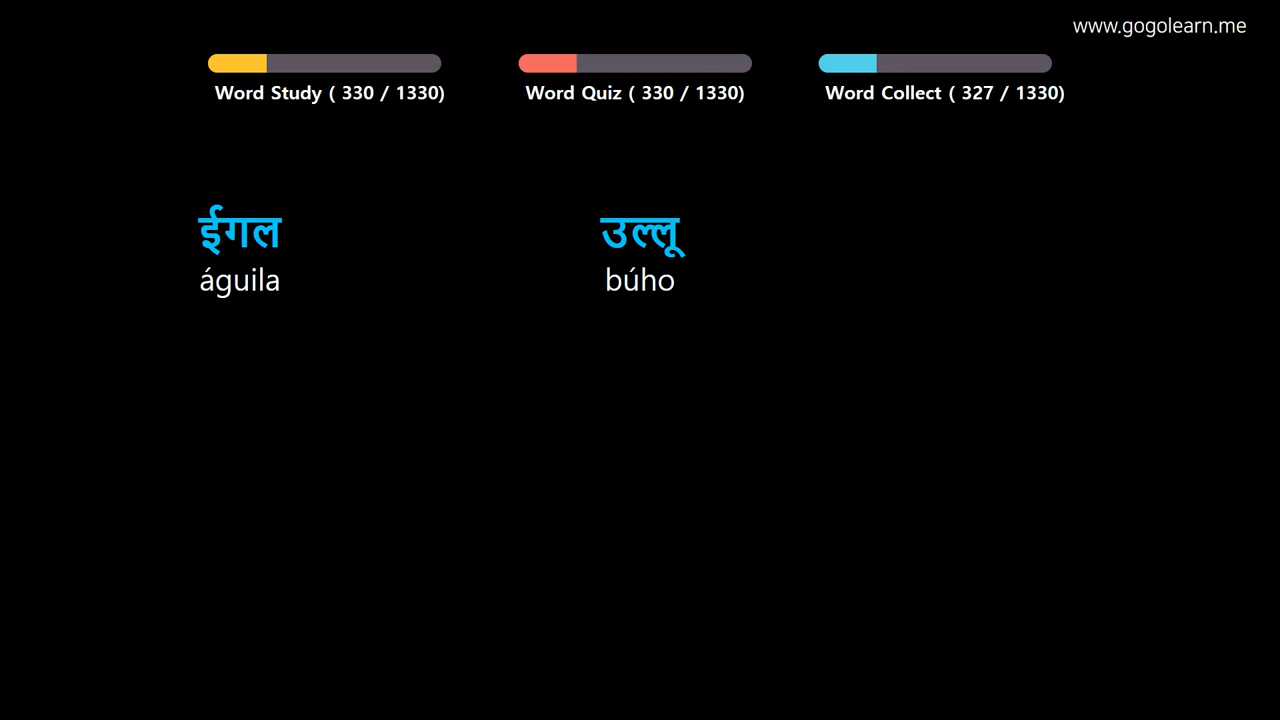 www.gogolearn.me
Word Study ( 330 / 1330)
Word Quiz ( 330 / 1330)
Word Collect ( 327 / 1330)
ईगल
águila
उल्लू
búho